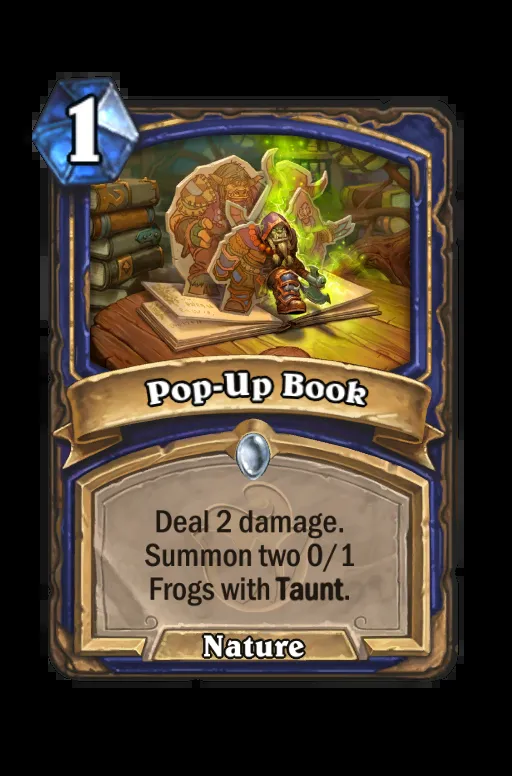 1
Pop-Up Book
Deal 2 damage.
Summon two 0/1
Frogs with Taunt.
Nature